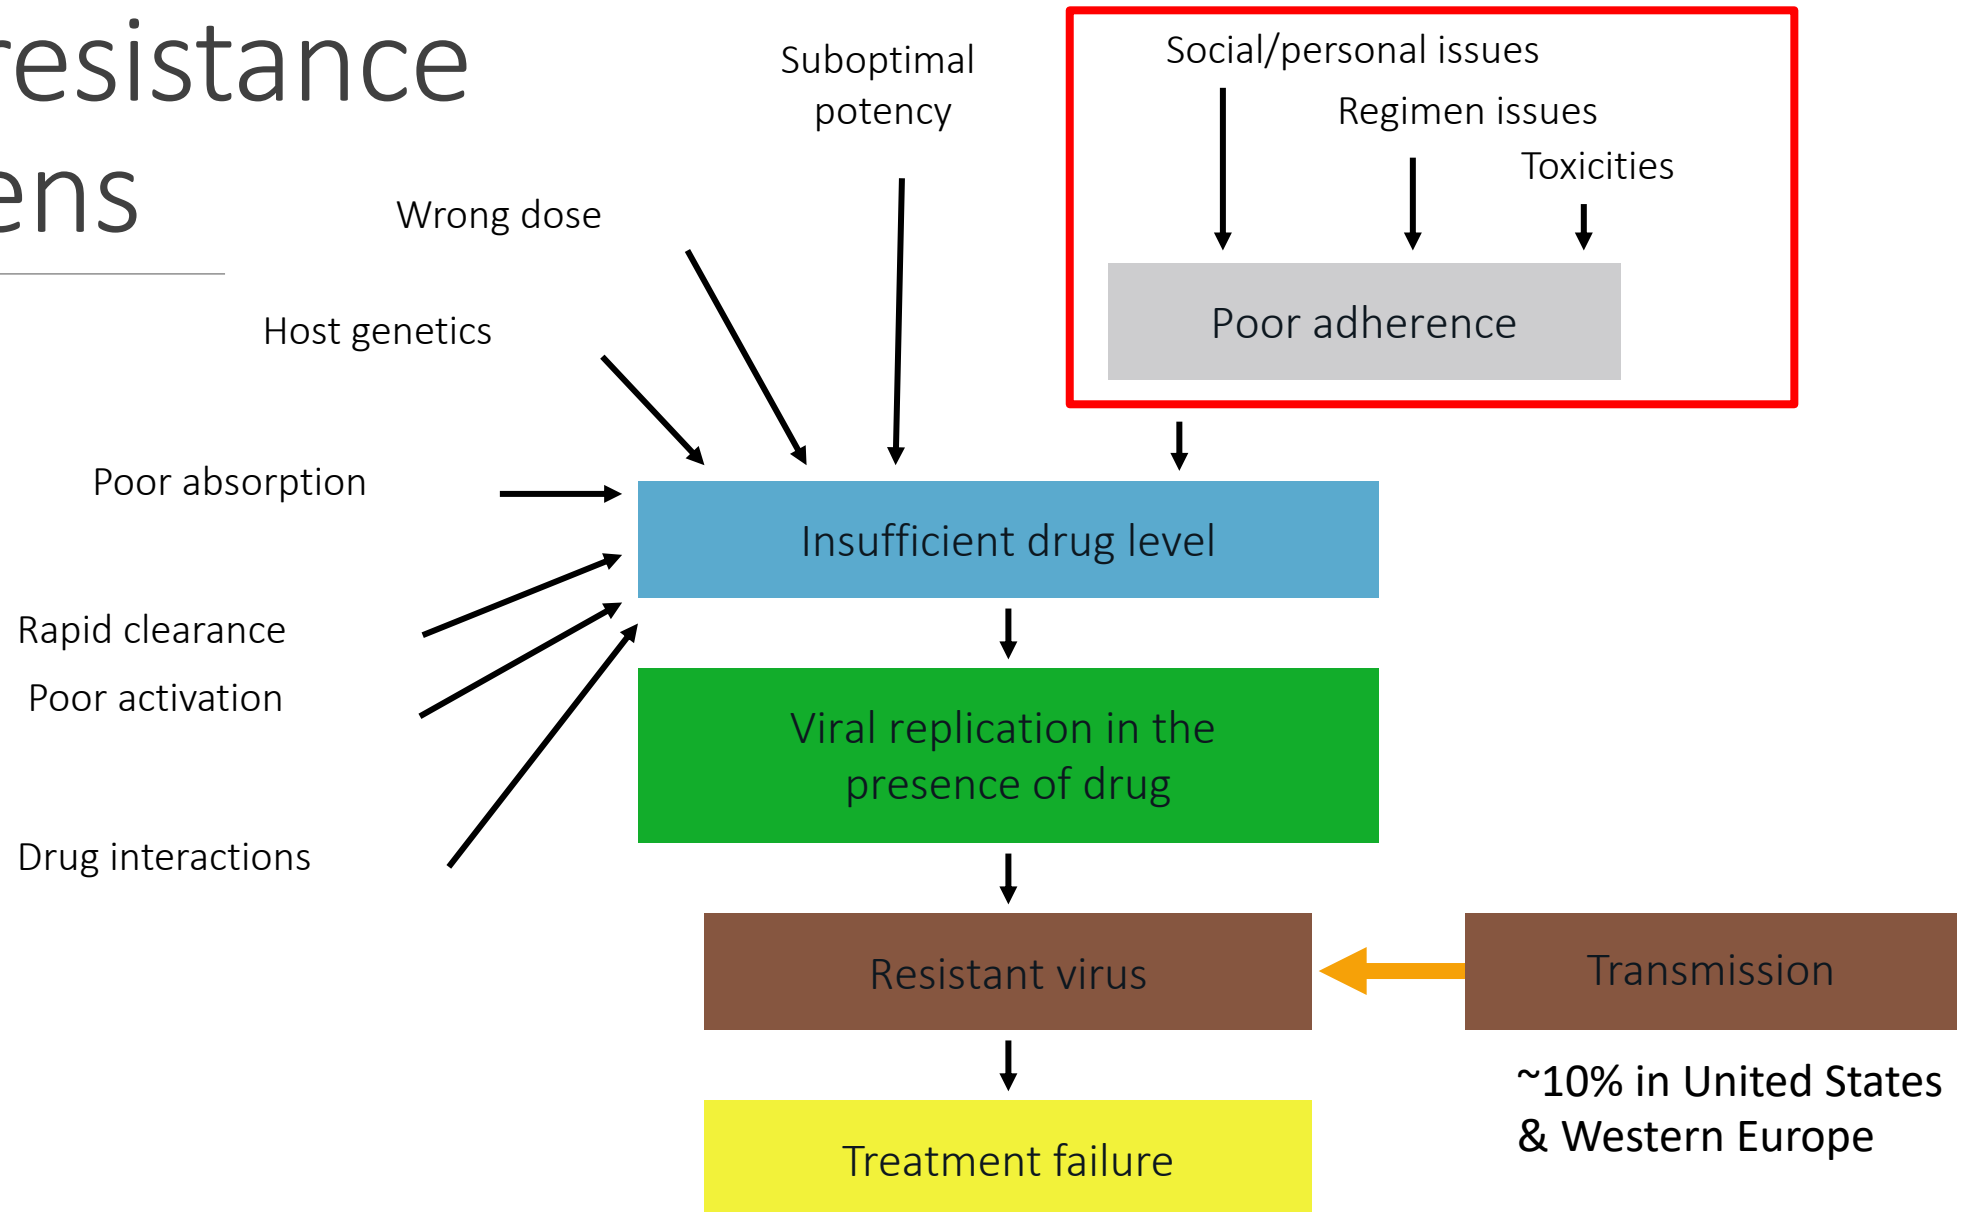 resistance
ens
Suboptimal
potency
Social/personal issues
Regimen issues
Toxicities
Wrong dose
Poor adherence
Host genetics
Poor absorption
Insufficient drug level
Rapid clearance
Poor activation
Viral replication in the
presence of drug
Drug interactions
Resistant virus
Transmission
~10% in United States
& Western Europe
Treatment failure